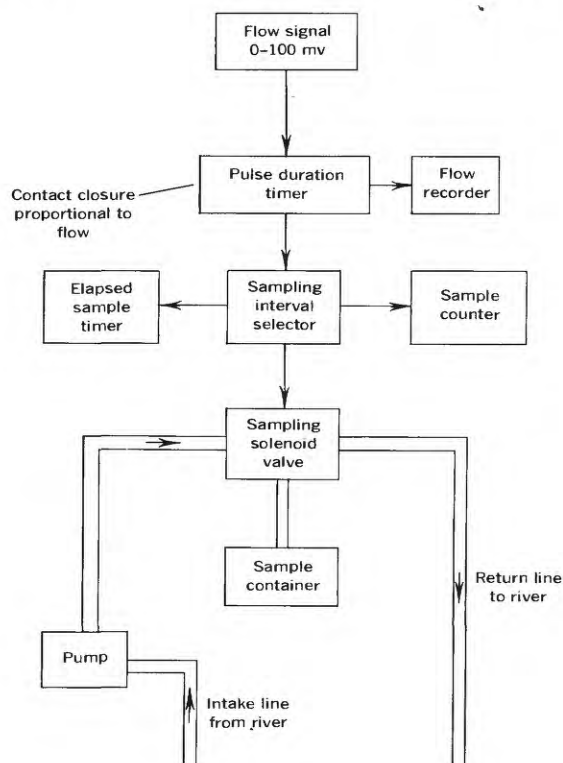 Flow signal
0–100 mv
Pulse duration
timer
Flow
recorder
Contact closure
proportional to
flow
Elapsed
sample
timer
Sampling
interval
selector
Sample
counter
Sampling
solenoid
valve
Sample
container
Return line
to river
Pump
Intake line
from river